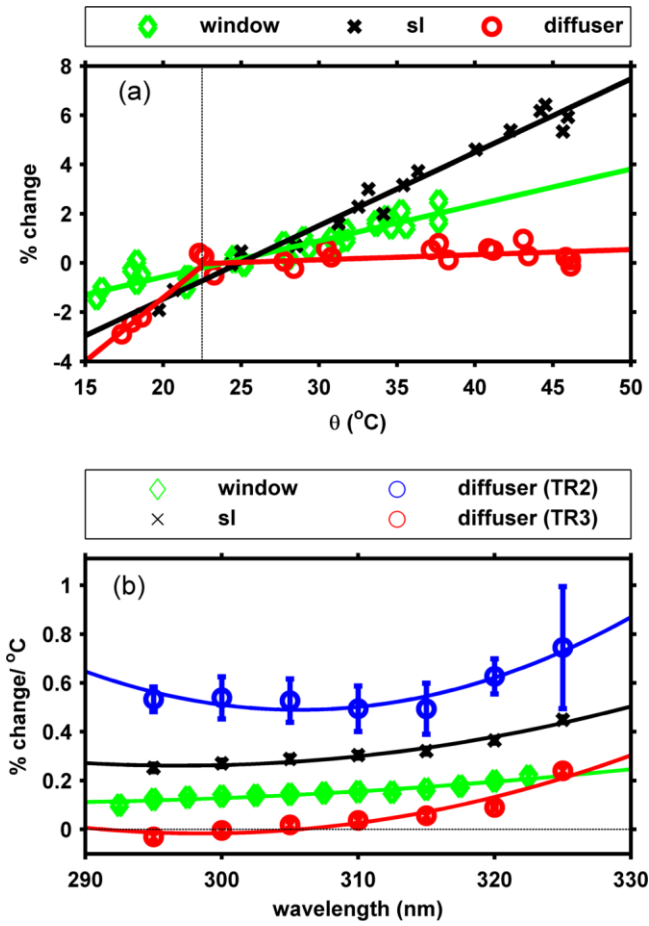 window sl diffuser
(a)
8
6
4
2
0
-2
-4
% change
15 20 25 30 35 40 45 50
θ (°C)
window diffuser (TR2)
sl diffuser (TR3)
(b)
1
0.8
0.6
0.4
0.2
0
% change/ °C
290 300 310 320 330
wavelength (nm)